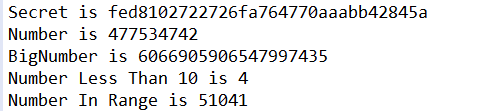 Secret is fed8102722726fa764770aaabb42845a
Number is 477534742
BigNumber is 6066905906547997435
Number Less Than 10 is 4
Number In Range is 51041